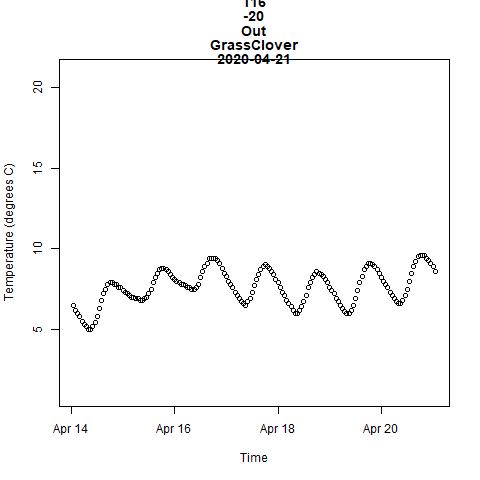 T16
-20
Out
GrassClover
2020-04-21
Temperature (degrees C)
20
15
10
5
Apr 14
Apr 16
Apr 18
Apr 20
Time